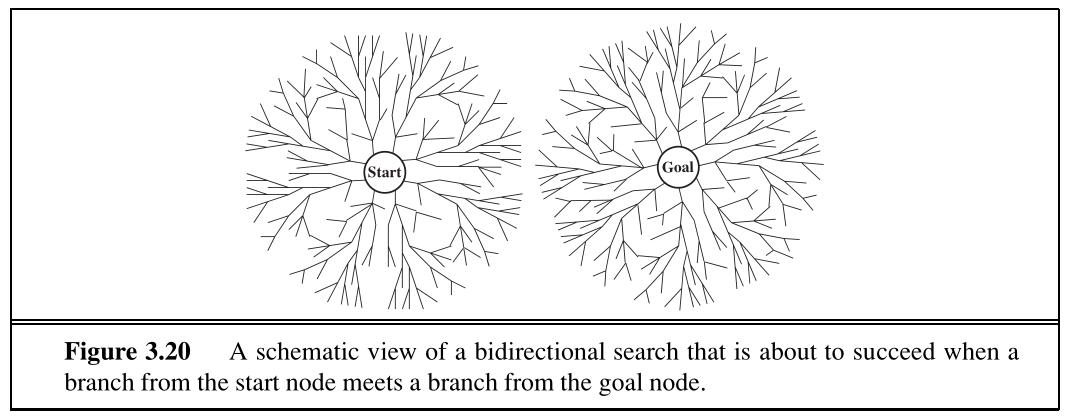 Start
Goal
Figure 3.20 A schematic view of a bidirectional search that is about to succeed when a
branch from the start node meets a branch from the goal node.